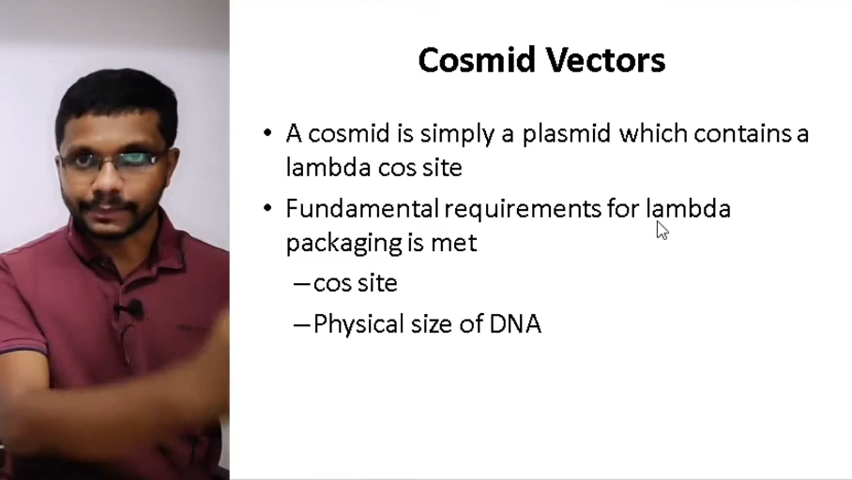 Cosmid Vectors
• A cosmid is simply a plasmid which contains a
lambda cos site
• Fundamental requirements for lambda
packaging is met
–cos site
–Physical size of DNA